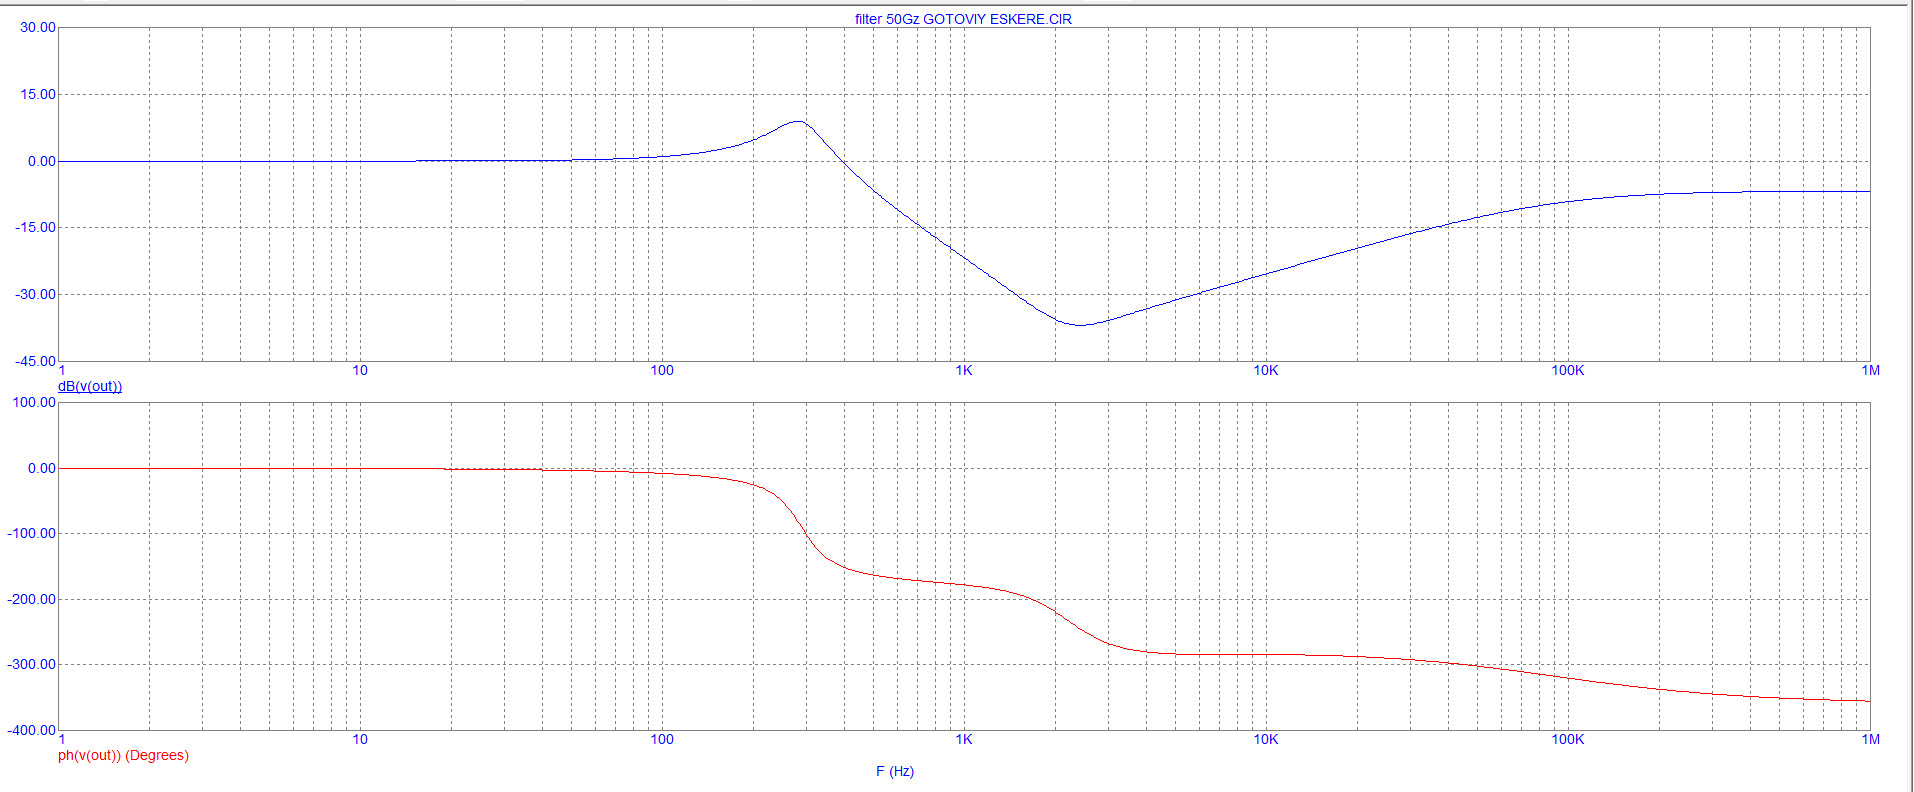 filter 50Gz GOTOVIY ESKERE.CIR
30.00
15.00
0.00
-15.00
-30.00
-45.00
1 10 100 1K 10K 100K 1M
dB(v(out))
100.00
0.00
-100.00
-200.00
-300.00
-400.00
1 10 100 1K 10K 100K 1M
ph(v(out)) (Degrees)
F (Hz)